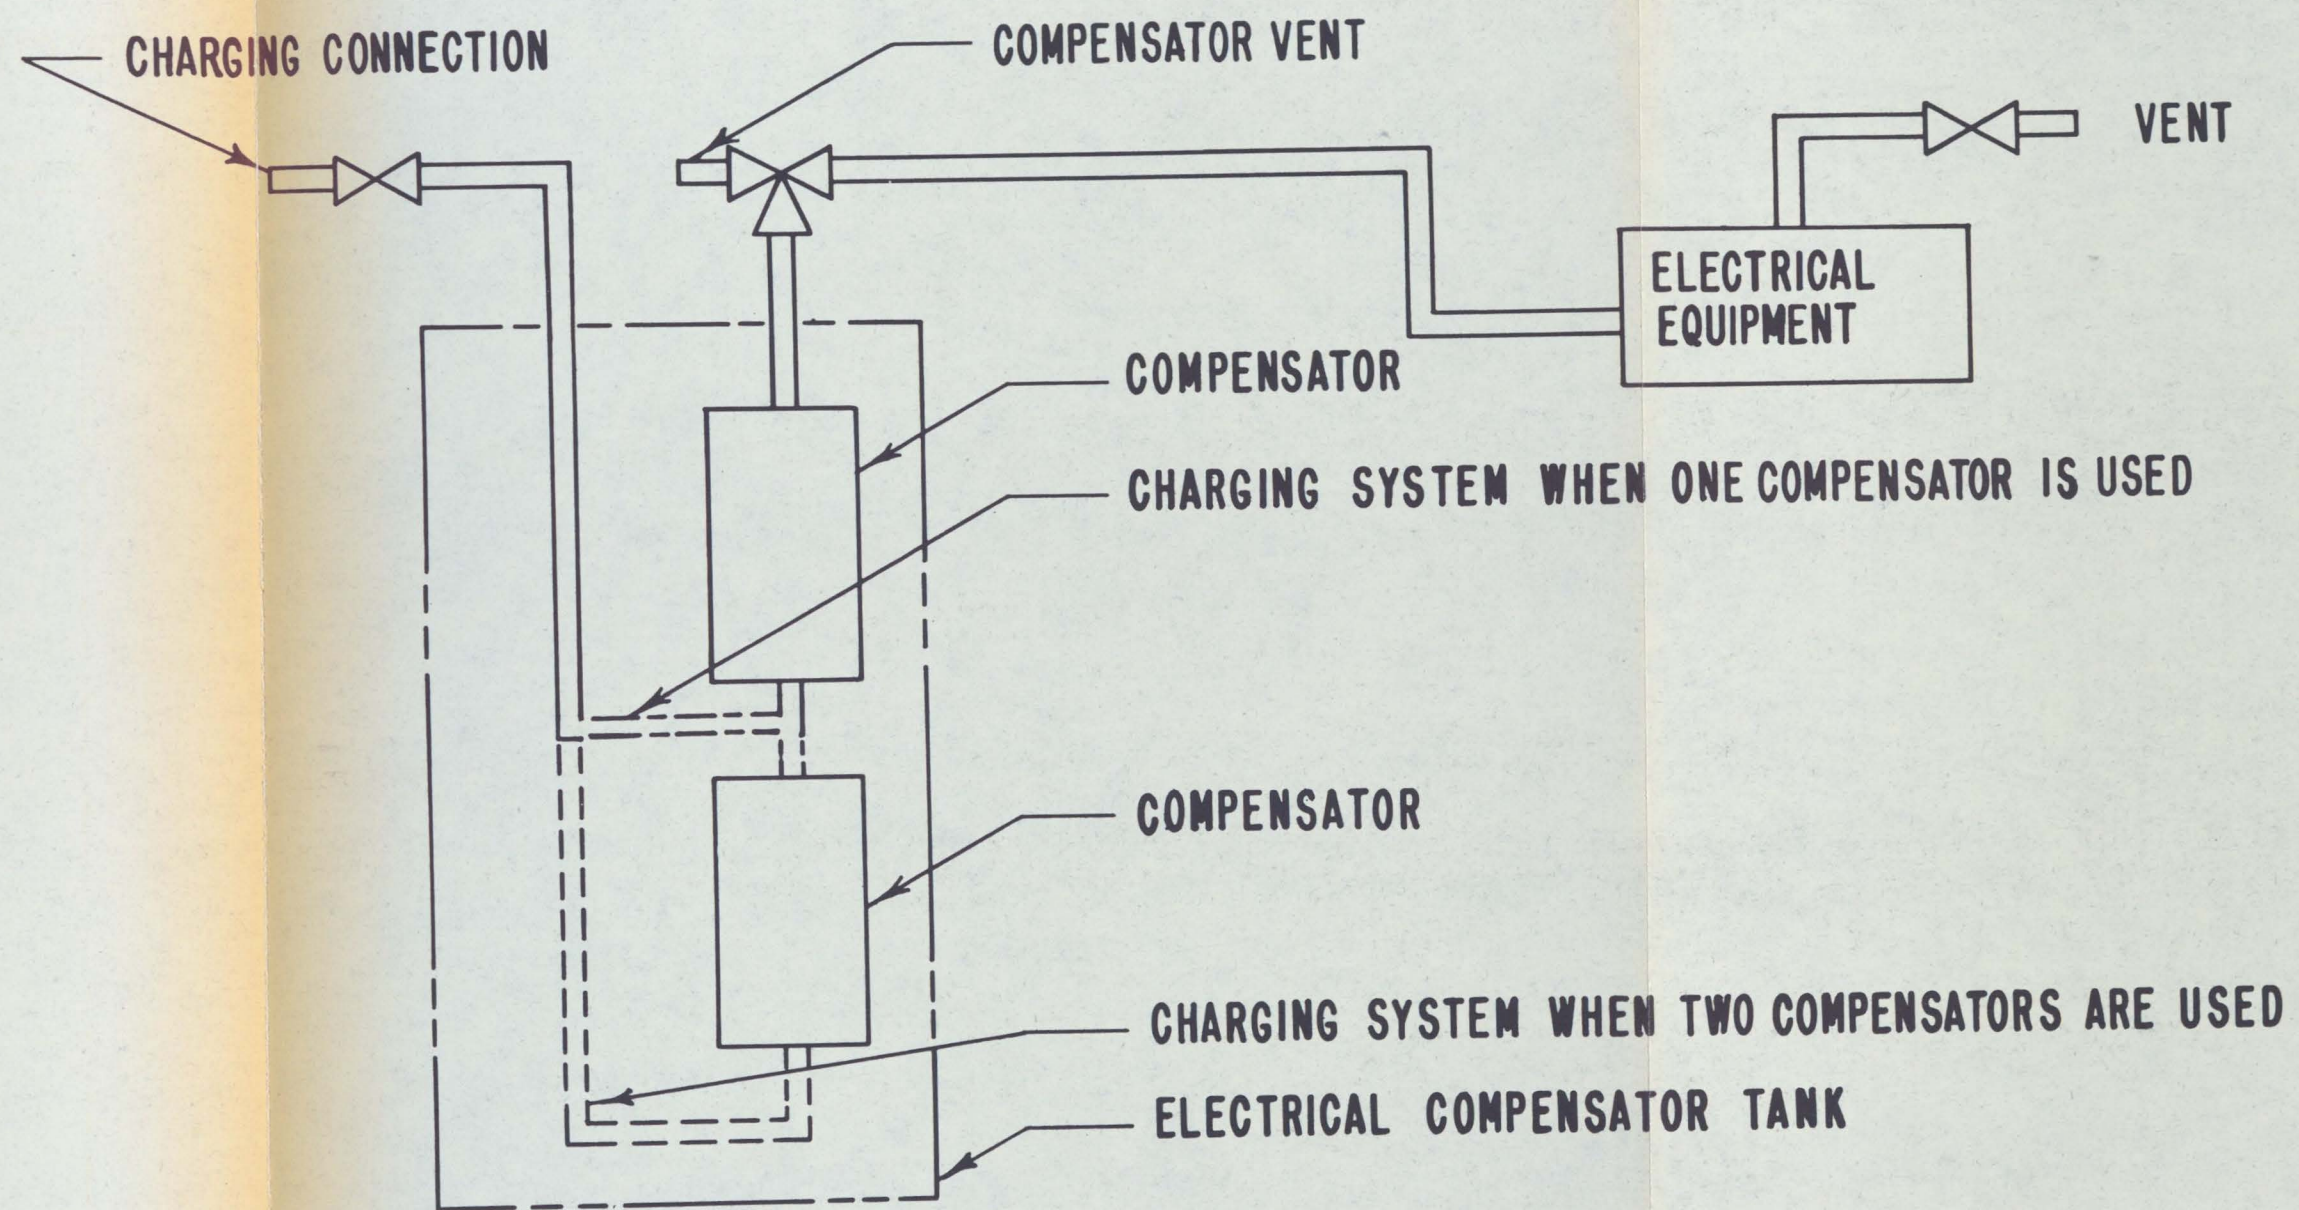 CHARGING CONNECTION
COMPENSATOR VENT
VENT
ELECTRICAL
EQUIPMENT
COMPENSATOR
CHARGING SYSTEM WHEN ONE COMPENSATOR IS USED
COMPENSATOR
CHARGING SYSTEM WHEN TWO COMPENSATORS ARE USED
ELECTRICAL COMPENSATOR TANK